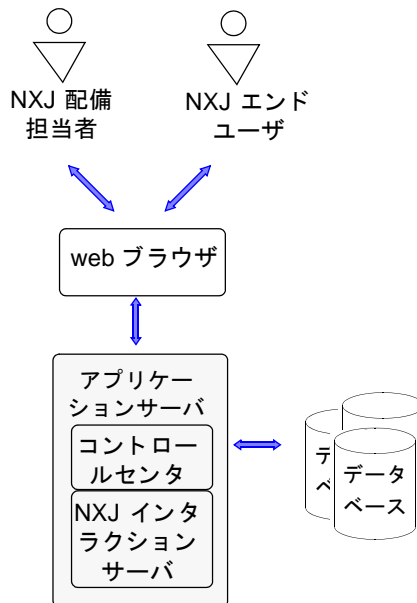 NXJ 配備
担当者
NXJ エンド
ユーザ
web ブラウザ
アプリケー
ションサーバ
コントロー
ルセンタ
NXJ インタ
ラクション
サーバ
デ
ベ
データ
ベース